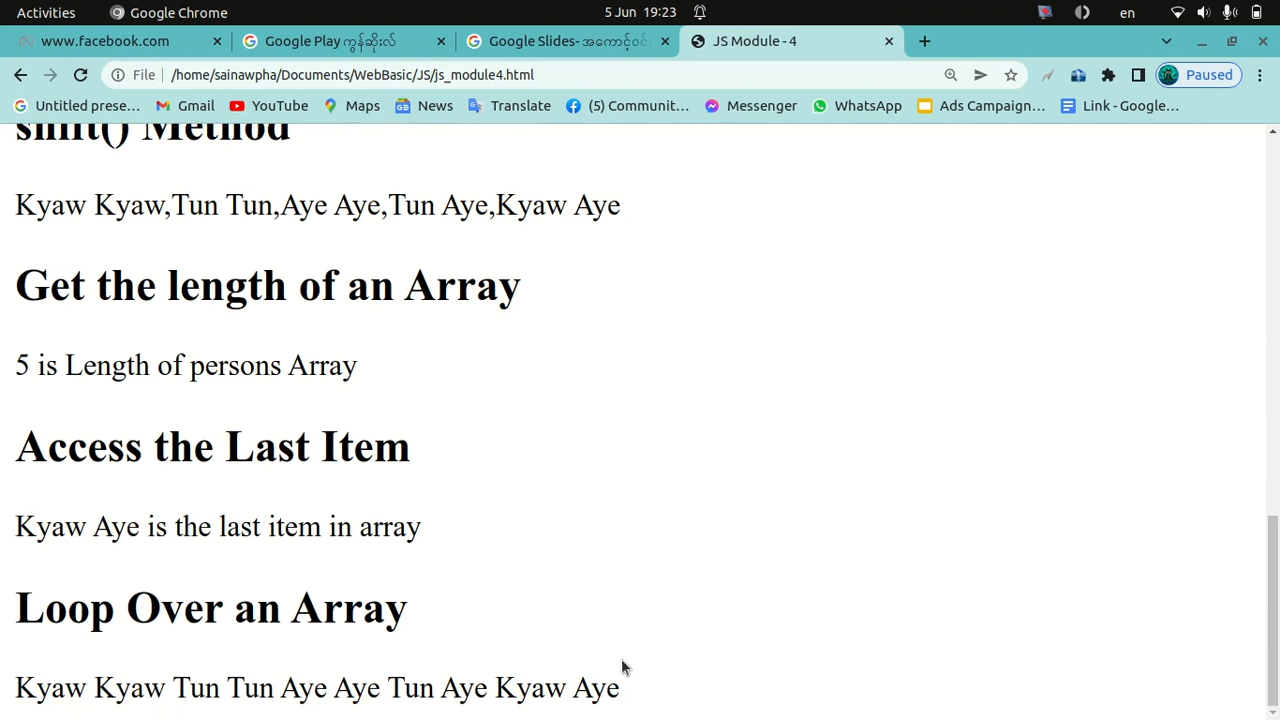 Activities Google Chrome 5 Jun 19:23 en
www.facebook.com Google Play ကွန်ဆိုးလ် Google Slides- အကောင့်ဝင် JS Module - 4
File /home/sainawpha/Documents/WebBasic/JS/js_module4.html Paused
Untitled prese... Gmail YouTube Maps News Translate (5) Communit... Messenger WhatsApp Ads Campaign... Link - Google...
shift() Method
Kyaw Kyaw,Tun Tun,Aye Aye,Tun Aye,Kyaw Aye
Get the length of an Array
5 is Length of persons Array
Access the Last Item
Kyaw Aye is the last item in array
Loop Over an Array
Kyaw Kyaw Tun Tun Aye Aye Tun Aye Kyaw Aye